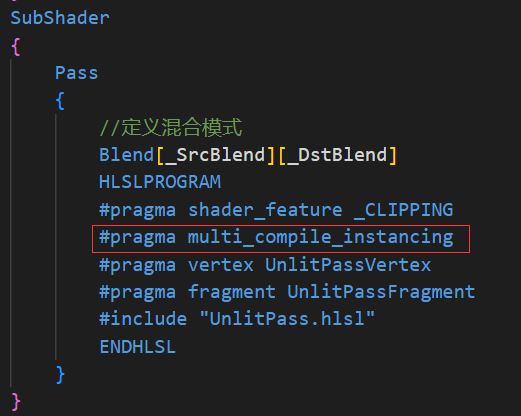 SubShader
{
Pass
{
//定义混合模式
Blend[_SrcBlend][_DstBlend]
HLSLPROGRAM
#pragma shader_feature _CLIPPING
#pragma multi_compile_instancing
#pragma vertex UnlitPassVertex
#pragma fragment UnlitPassFragment
#include "UnlitPass.hlsl"
ENDHLSL
}
}